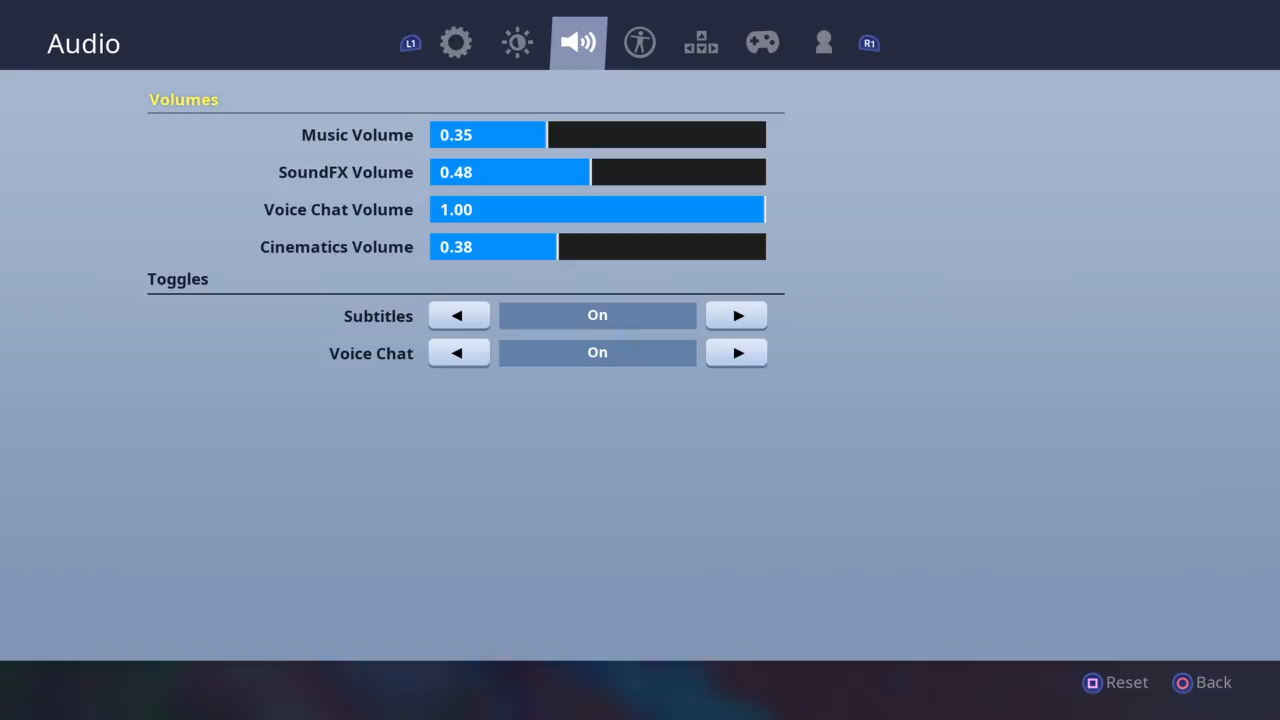 Audio
L1
R1
Volumes
Music Volume 0.35
SoundFX Volume 0.48
Voice Chat Volume 1.00
Cinematics Volume 0.38
Toggles
Subtitles On
Voice Chat On
Reset Back